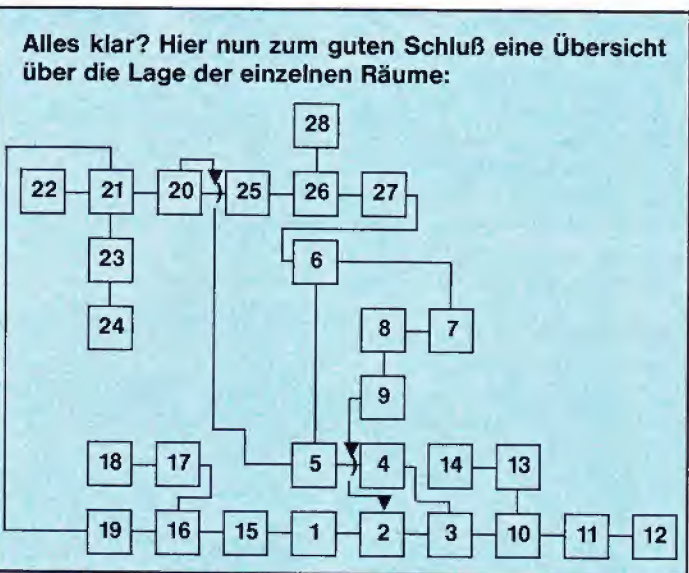 Alles klar? Hier nun zum guten Schluß eine Übersicht
über die Lage der einzelnen Räume:
28
22 21 20 25 26 27
23 6
24 8 7
9
18 17 5 4 14 13
19 16 15 1 2 3 10 11 12